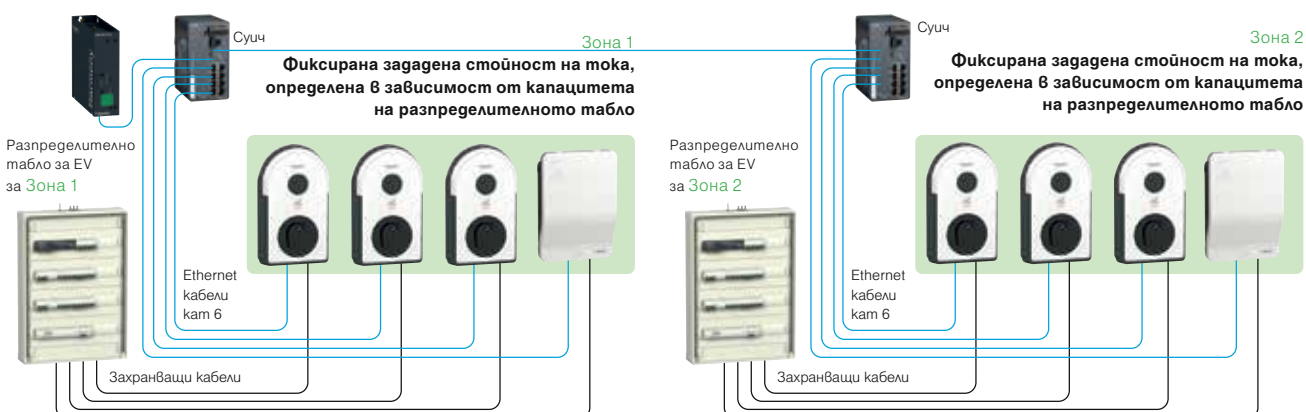 Суич
Зона 1
Фиксирана зададена стойност на тока,
определена в зависимост от капацитета
на разпределителното табло
Разпределително
табло за EV
за Зона 1
Ethernet
кабели
кат 6
Захранващи кабели
Суич
Зона 2
Фиксирана зададена стойност на тока,
определена в зависимост от капацитета
на разпределителното табло
Разпределително
табло за EV
за Зона 2
Ethernet
кабели
кат 6
Захранващи кабели